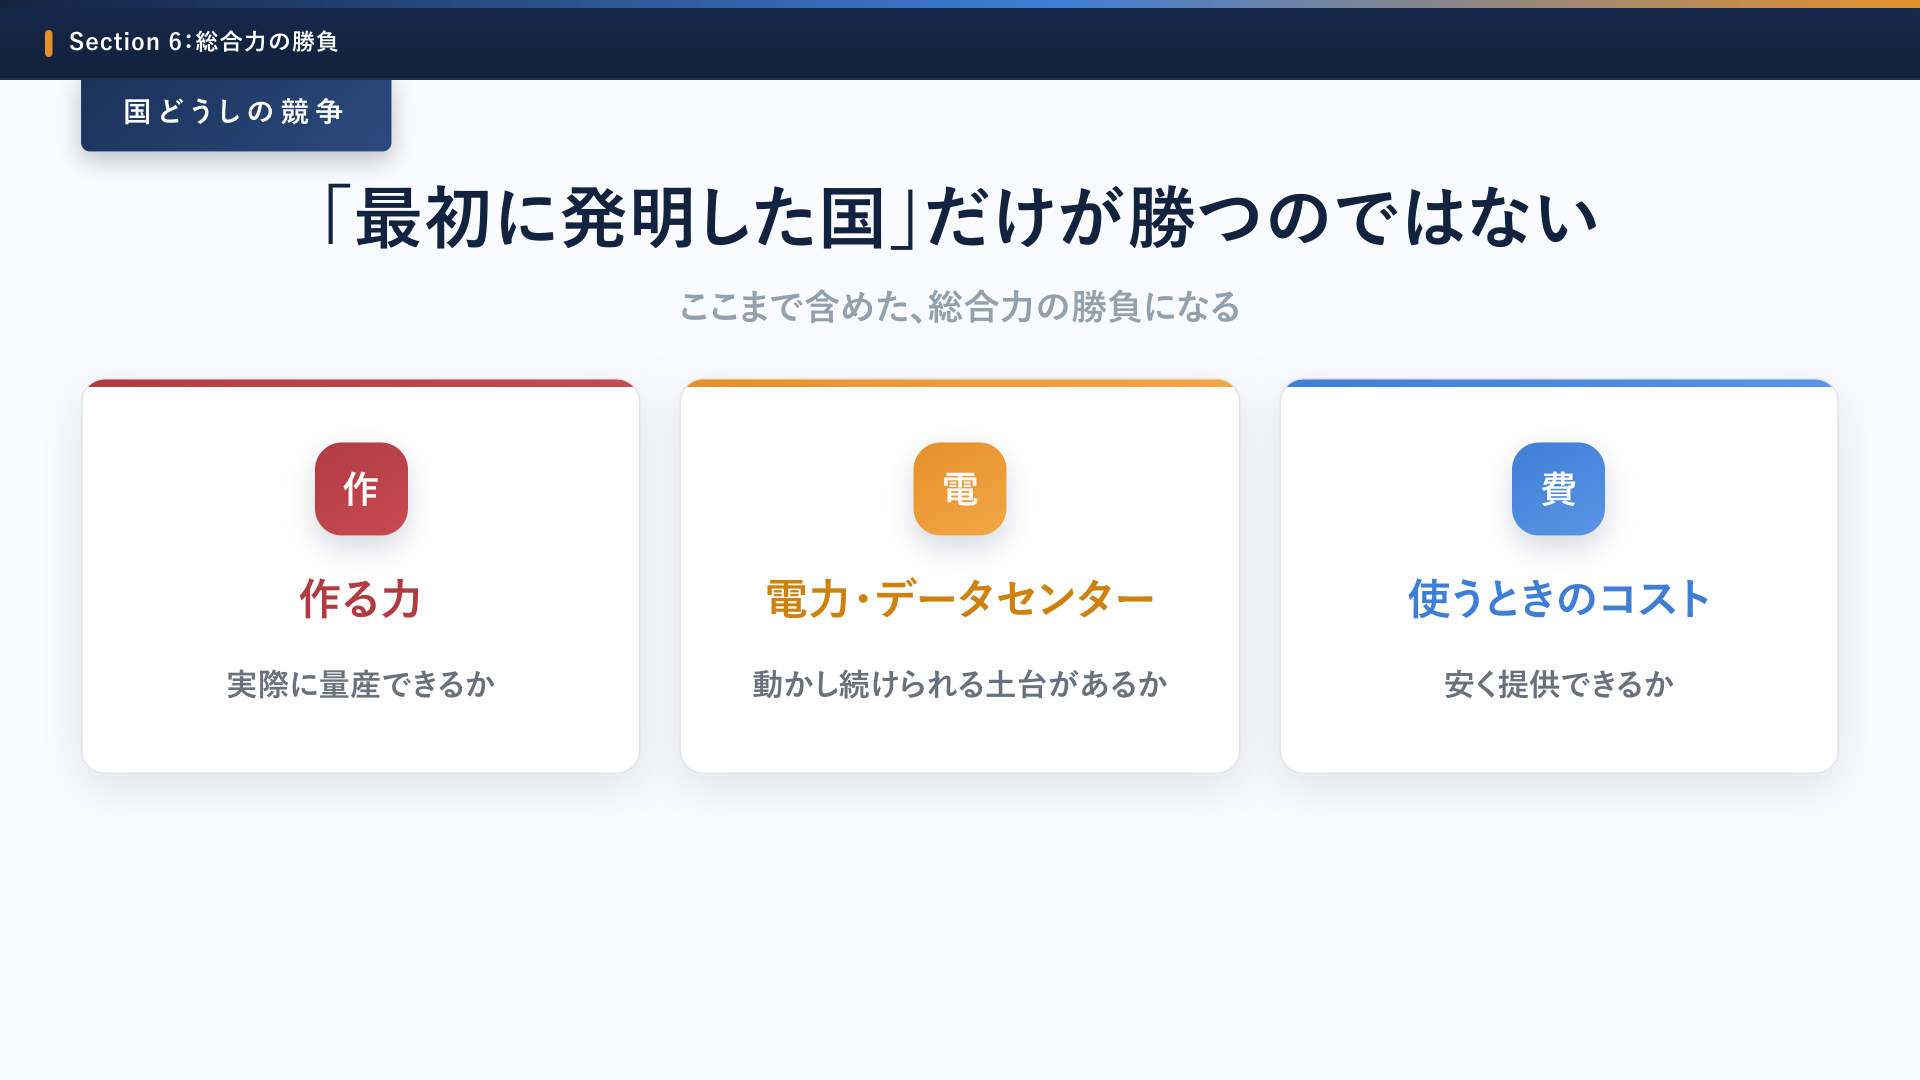 Section 6：総合力の勝負
国どうしの競争
「最初に発明した国」だけが勝つのではない
ここまで含めた、総合力の勝負になる
作
作る力
実際に量産できるか
電
電力・データセンター
動かし続けられる土台があるか
費
使うときのコスト
安く提供できるか